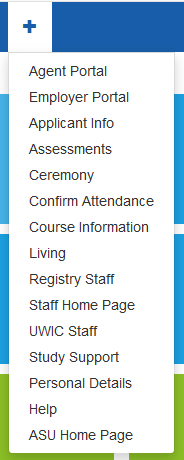 +
Agent Portal
Employer Portal
Applicant Info
Assessments
Ceremony
Confirm Attendance
Course Information
Living
Registry Staff
Staff Home Page
UWIC Staff
Study Support
Personal Details
Help
ASU Home Page